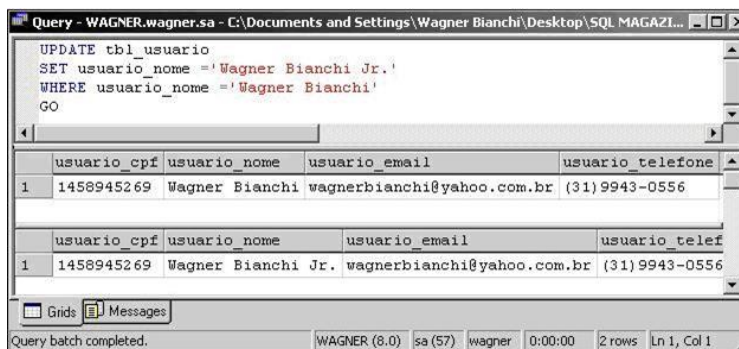 Query - WAGNER.wagner.sa - C:\Documents and Settings\Wagner Bianchi\Desktop\SQL MAGAZI...
UPDATE tbl_usuario
SET usuario_nome ='Wagner Bianchi Jr.'
WHERE usuario_nome ='Wagner Bianchi'
GO
usuario_cpf usuario_nome usuario_email usuario_telefone
1 1458945269 Wagner Bianchi wagnerbianchi@yahoo.com.br (31)9943-0556
usuario_cpf usuario_nome usuario_email usuario_telef
1 1458945269 Wagner Bianchi Jr. wagnerbianchi@yahoo.com.br (31)9943-0556
Grids Messages
Query batch completed. WAGNER (8.0) sa (57) wagner 0:00:00 2 rows Ln 1, Col 1